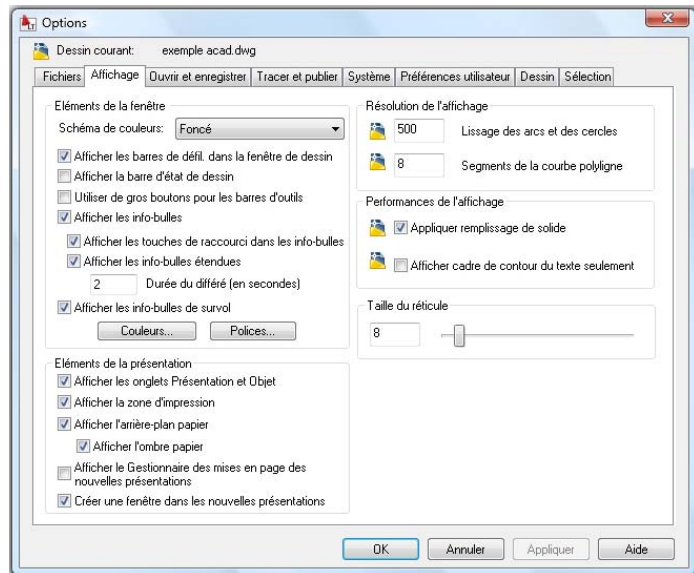 Options
Dessin courant: exemple acad.dwg
Fichiers Affichage Ouvrir et enregistrer Tracer et publier Système Préférences utilisateur Dessin Sélection
Eléments de la fenêtre
Schéma de couleurs: Foncé
Afficher les barres de défil. dans la fenêtre de dessin
Afficher la barre d'état de dessin
Utiliser de gros boutons pour les barres d'outils
Afficher les info-bulles
Afficher les touches de raccourci dans les info-bulles
Afficher les info-bulles étendues
2 Durée du différé (en secondes)
Afficher les info-bulles de survol
Couleurs... Polices...
Eléments de la présentation
Afficher les onglets Présentation et Objet
Afficher la zone d'impression
Afficher l'arrière-plan papier
Afficher l'ombre papier
Afficher le Gestionnaire des mises en page des
nouvelles présentations
Créer une fenêtre dans les nouvelles présentations
Résolution de l'affichage
500 Lissage des arcs et des cercles
8 Segments de la courbe polyligne
Performances de l'affichage
Appliquer remplissage de solide
Afficher cadre de contour du texte seulement
Taille du réticule
8
OK Annuler Appliquer Aide